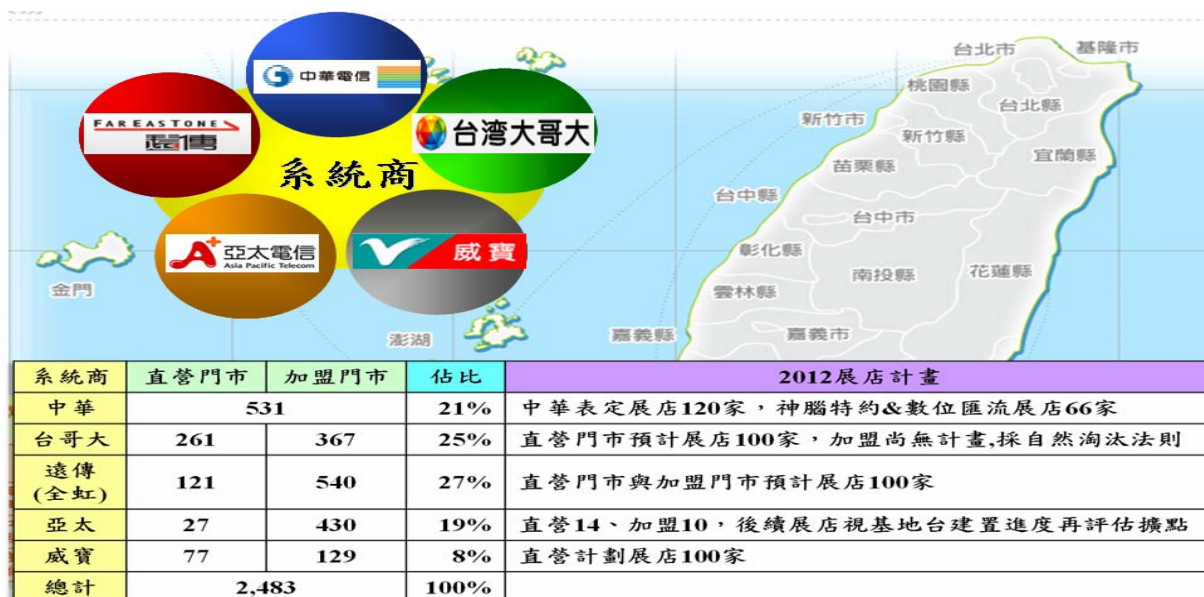 中華電信
FAREASTONE
遠傳
台湾大哥大
系統商
亞太電信
Asia Pacific Telecom
威寶
台北市
基隆市
桃園縣
台北縣
新竹市
新竹縣
宜蘭縣
苗栗縣
台中縣
台中市
彰化縣
南投縣
花蓮縣
雲林縣
金門
澎湖
嘉義縣
嘉義市
系統商 直營門市 加盟門市 佔比 2012展店計畫
中華 531 21% 中華表定展店120家，神腦特約&數位匯流展店66家
台哥大 261 367 25% 直營門市預計展店100家，加盟尚無計畫,採自然淘汰法則
遠傳
(全虹) 121 540 27% 直營門市與加盟門市預計展店100家
亞太 27 430 19% 直營14、加盟10，後續展店視基地台建置進度再評估擴點
威寶 77 129 8% 直營計劃展店100家
總計 2,483 100%